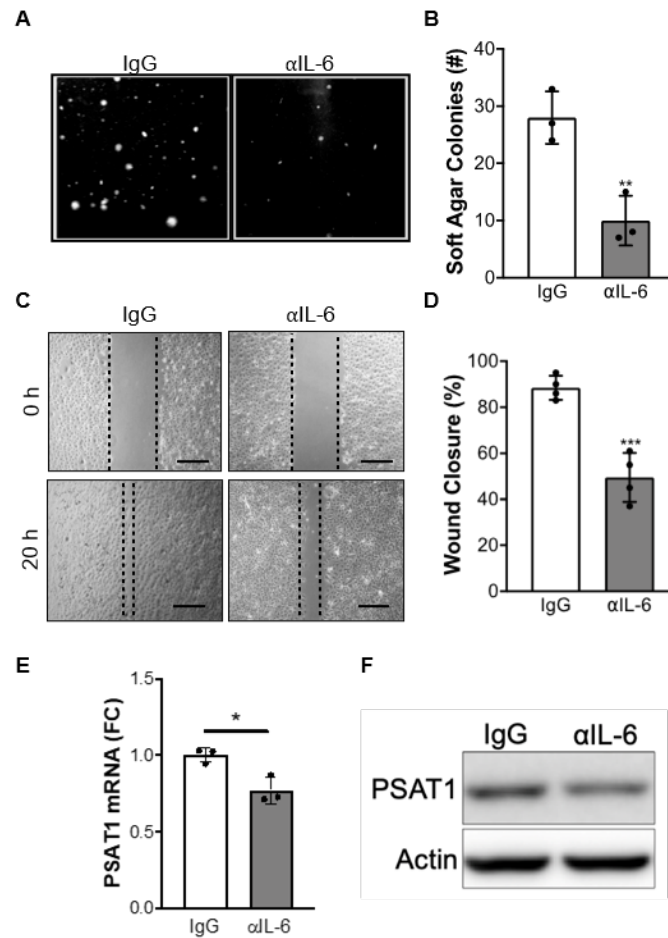 A
IgG
αIL-6
B
Soft Agar Colonies (#)
40
30
20
10
0
**
IgG
αIL-6
C
IgG
αIL-6
0 h
20 h
D
Wound Closure (%)
100
80
60
40
20
0
***
IgG
αIL-6
E
PSAT1 mRNA (FC)
1.5
1.0
0.5
0.0
*
IgG
αIL-6
F
IgG
αIL-6
PSAT1
Actin